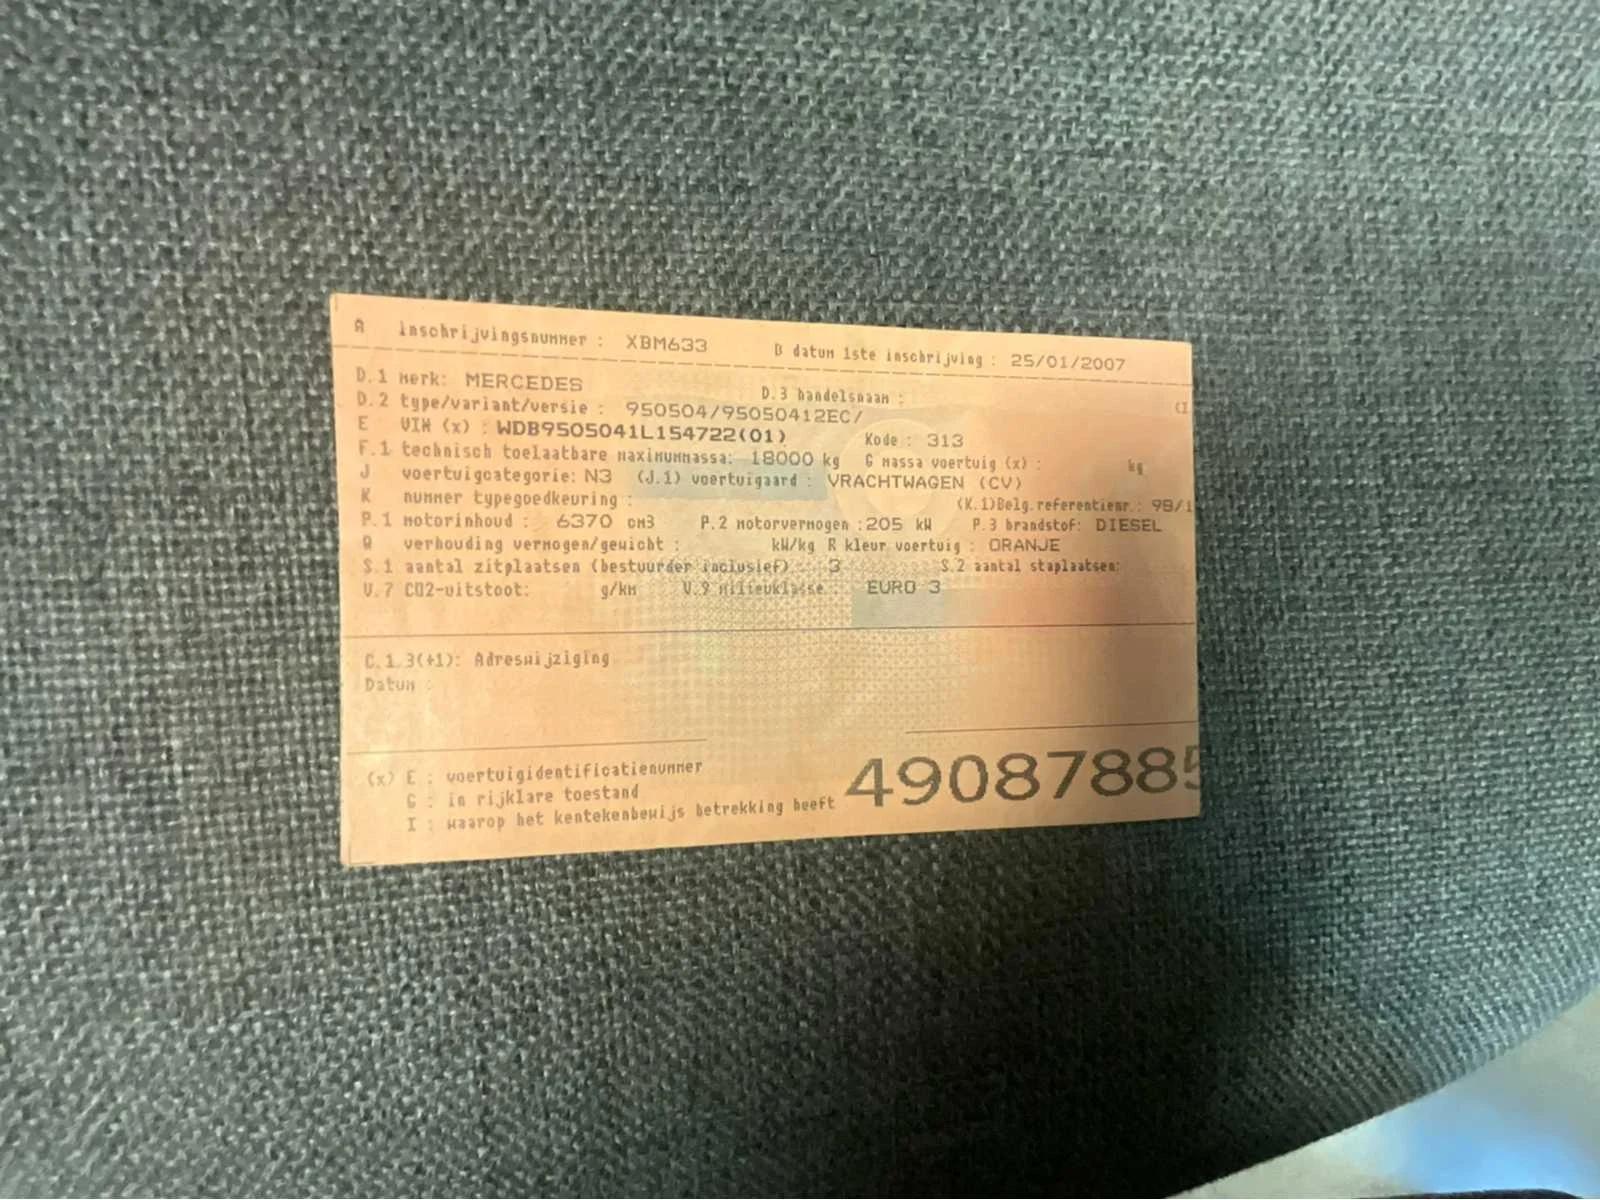 A inschrijvingsnummer : XBM633 B datum 1ste inschrijving : 25/01/2007
D.1 merk: MERCEDES D.3 handelsnaam :
D.2 type/variant/versie : 950504/95050412EC/ (I
E VIN (x) : WDB9505041L154722(01) Kode : 313
F.1 technisch toelaatbare maximummassa: 18000 kg G massa voertuig (x) : kg
J voertuigcategorie: N3 (J.1) voertuigaard : VRACHTWAGEN (CV)
K nummer typegoedkeuring : (K.1)Belg.referentienr.: 98/1
P.1 motorinhoud : 6370 cm3 P.2 motorvermogen :205 kW P.3 brandstof: DIESEL
Q verhouding vermogen/gewicht : kW/kg R kleur voertuig : ORANJE
S.1 aantal zitplaatsen (bestuurder inclusief) : 3 S.2 aantal staplaatsen:
V.7 CO2-uitstoot: g/km V.9 milieuklasse : EURO 3
C.1.3(+1): Adreswijziging
Datum :
(x) E : voertuigidentificatienummer
G : in rijklare toestand
I : waarop het kentekenbewijs betrekking heeft
49087885